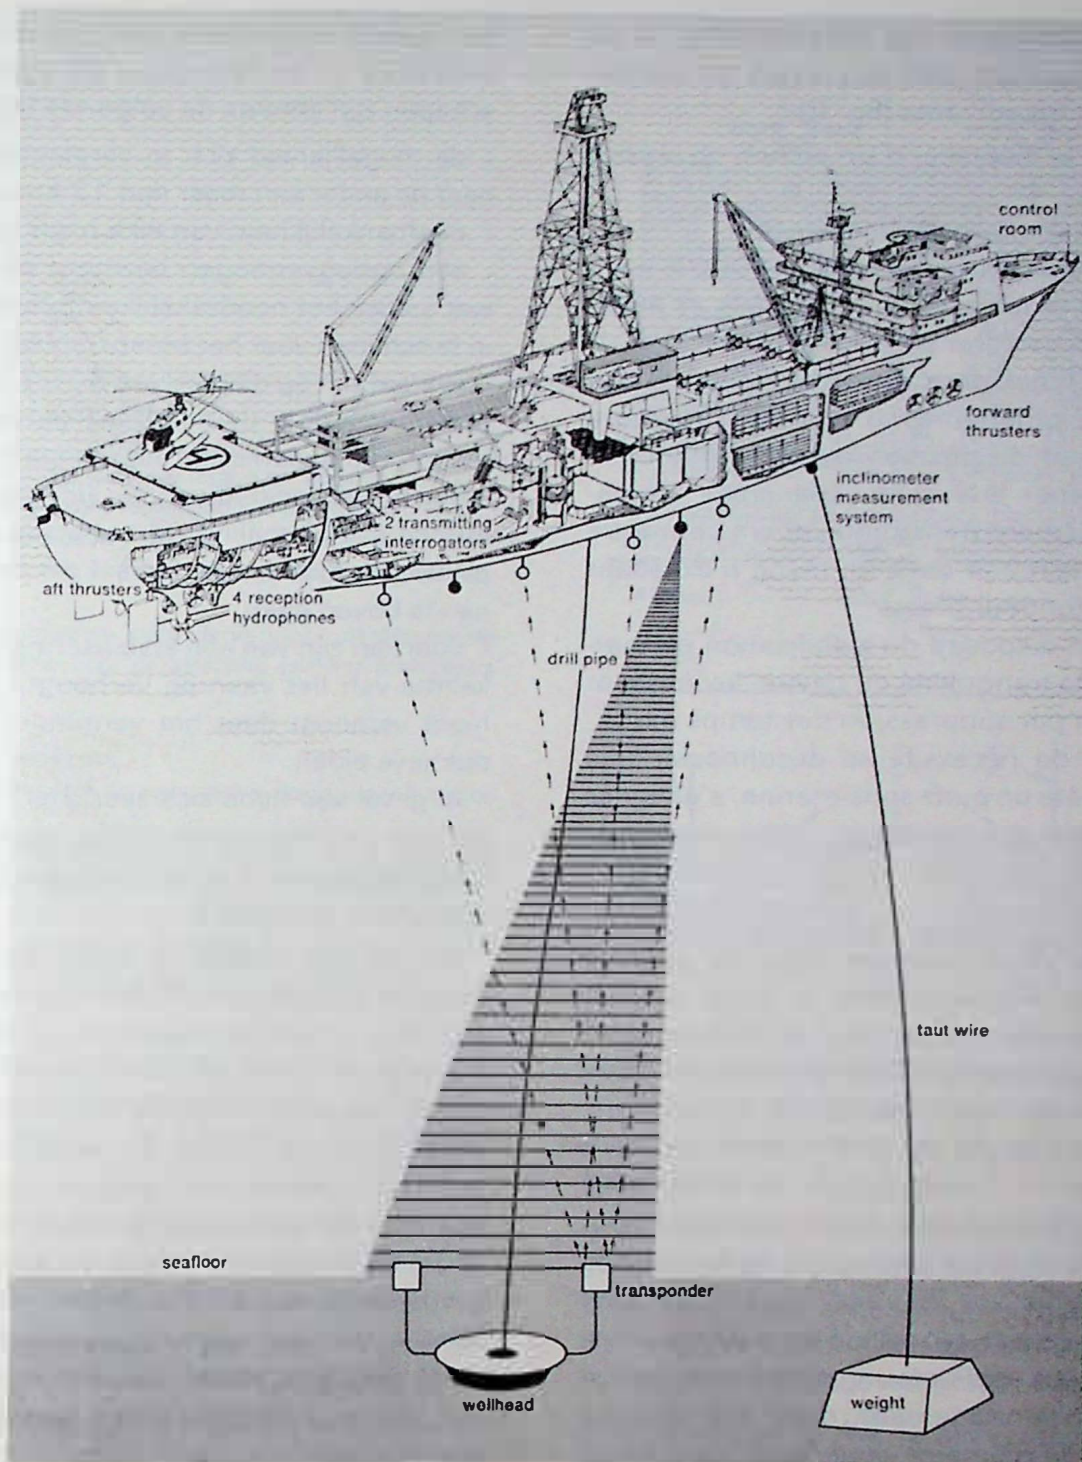 control
room
forward
thrusters
inclinometer
measurement
system
2 transmitting
interrogators
aft thrusters
4 reception
hydrophones
drill pipe
taut wire
seafloor
transponder
wellhead
weight
H